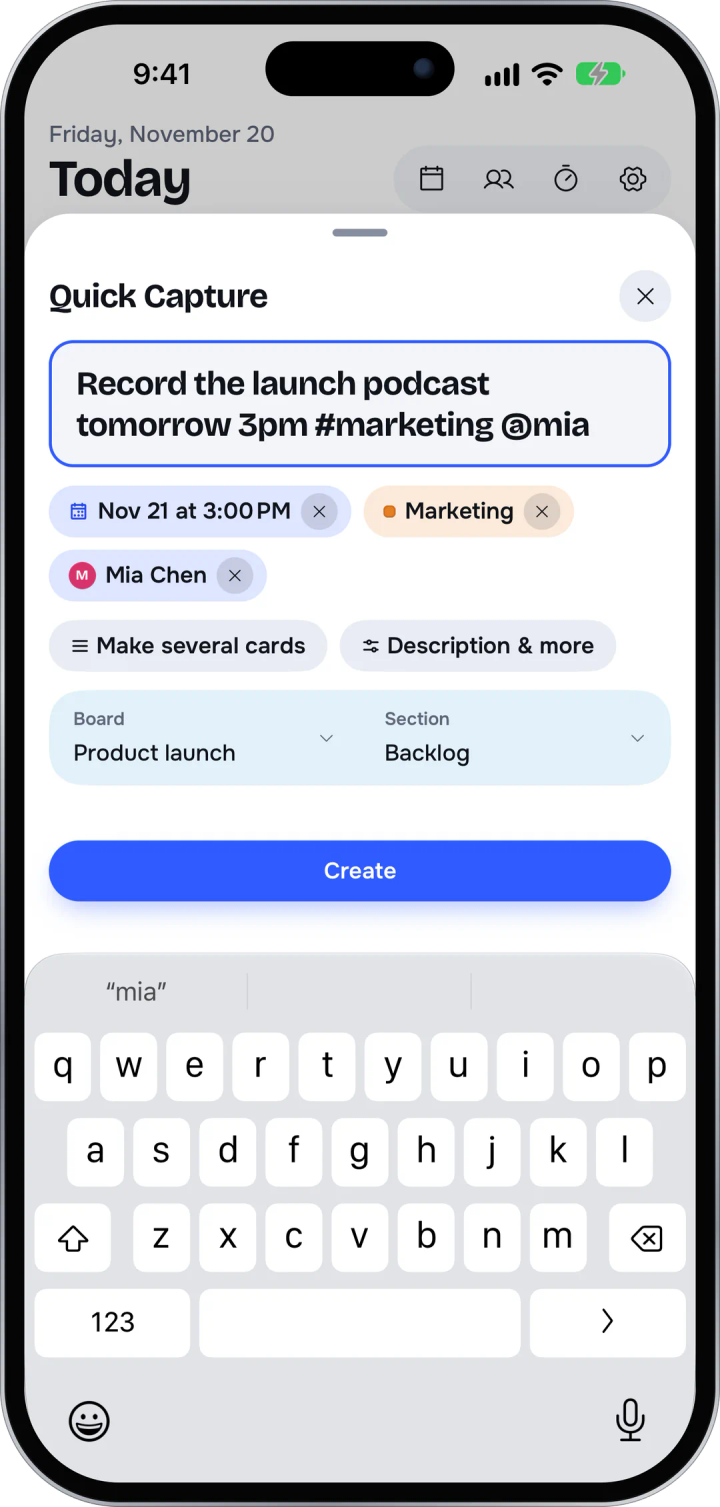 9:41
Friday, November 20
Today
Quick Capture
Record the launch podcast
tomorrow 3pm #marketing @mia
Nov 21 at 3:00 PM
Marketing
M Mia Chen
Make several cards
Description & more
Board
Product launch
Section
Backlog
Create
“mia”
q w e r t y u i o p
a s d f g h j k l
z x c v b n m
123